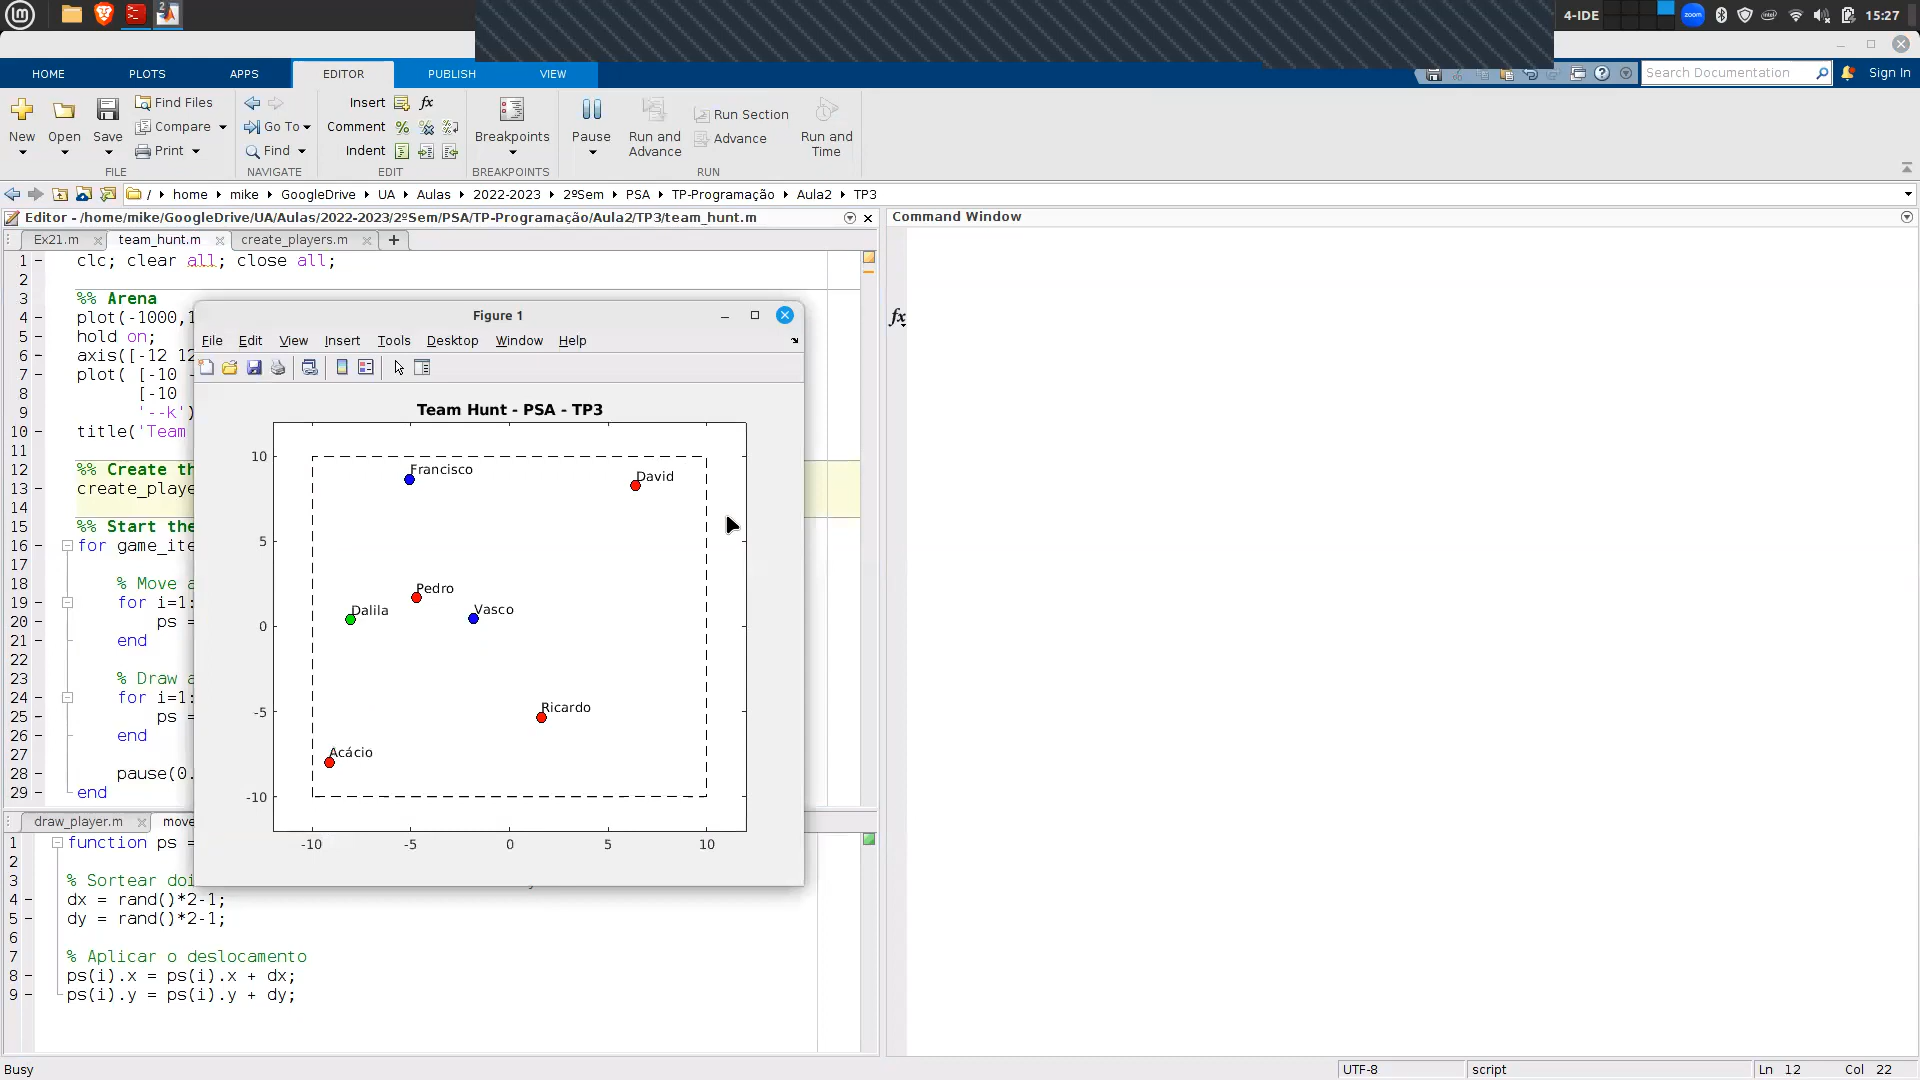 2
4-IDE
zoom
15:27
HOME PLOTS APPS EDITOR PUBLISH VIEW
Search Documentation
Sign In
New
Open
Save
Find Files
Compare
Print
FILE
Go To
Find
NAVIGATE
Insert
Comment
Indent
EDIT
Breakpoints
BREAKPOINTS
Pause
Run and Advance
Run Section
Advance
Run and Time
RUN
/ home mike GoogleDrive UA Aulas 2022-2023 2ºSem PSA TP-Programação Aula2 TP3
Editor - /home/mike/GoogleDrive/UA/Aulas/2022-2023/2ºSem/PSA/TP-Programação/Aula2/TP3/team_hunt.m
Ex21.m team_hunt.m create_players.m
1 clc; clear all; close all;
2
3 %% Arena
4 plot(-1000,1
5 hold on;
6 axis([-12 12
7 plot( [-10 -
8 [-10
9 '--k')
10 title('Team
11
12 %% Create th
13 create_playe
14
15 %% Start the
16 for game_ite
17
18 % Move a
19 for i=1:
20 ps =
21 end
22
23 % Draw a
24 for i=1:
25 ps =
26 end
27
28 pause(0.
29 end
Figure 1
File Edit View Insert Tools Desktop Window Help
Team Hunt - PSA - TP3
10
5
0
-5
-10
-10 -5 0 5 10
Francisco
David
Pedro
Dalila
Vasco
Ricardo
Acácio
draw_player.m move
1 function ps =
2
3 % Sortear doi
4 dx = rand()*2-1;
5 dy = rand()*2-1;
6
7 % Aplicar o deslocamento
8 ps(i).x = ps(i).x + dx;
9 ps(i).y = ps(i).y + dy;
Command Window
fx
Busy
UTF-8
script
Ln 12 Col 22